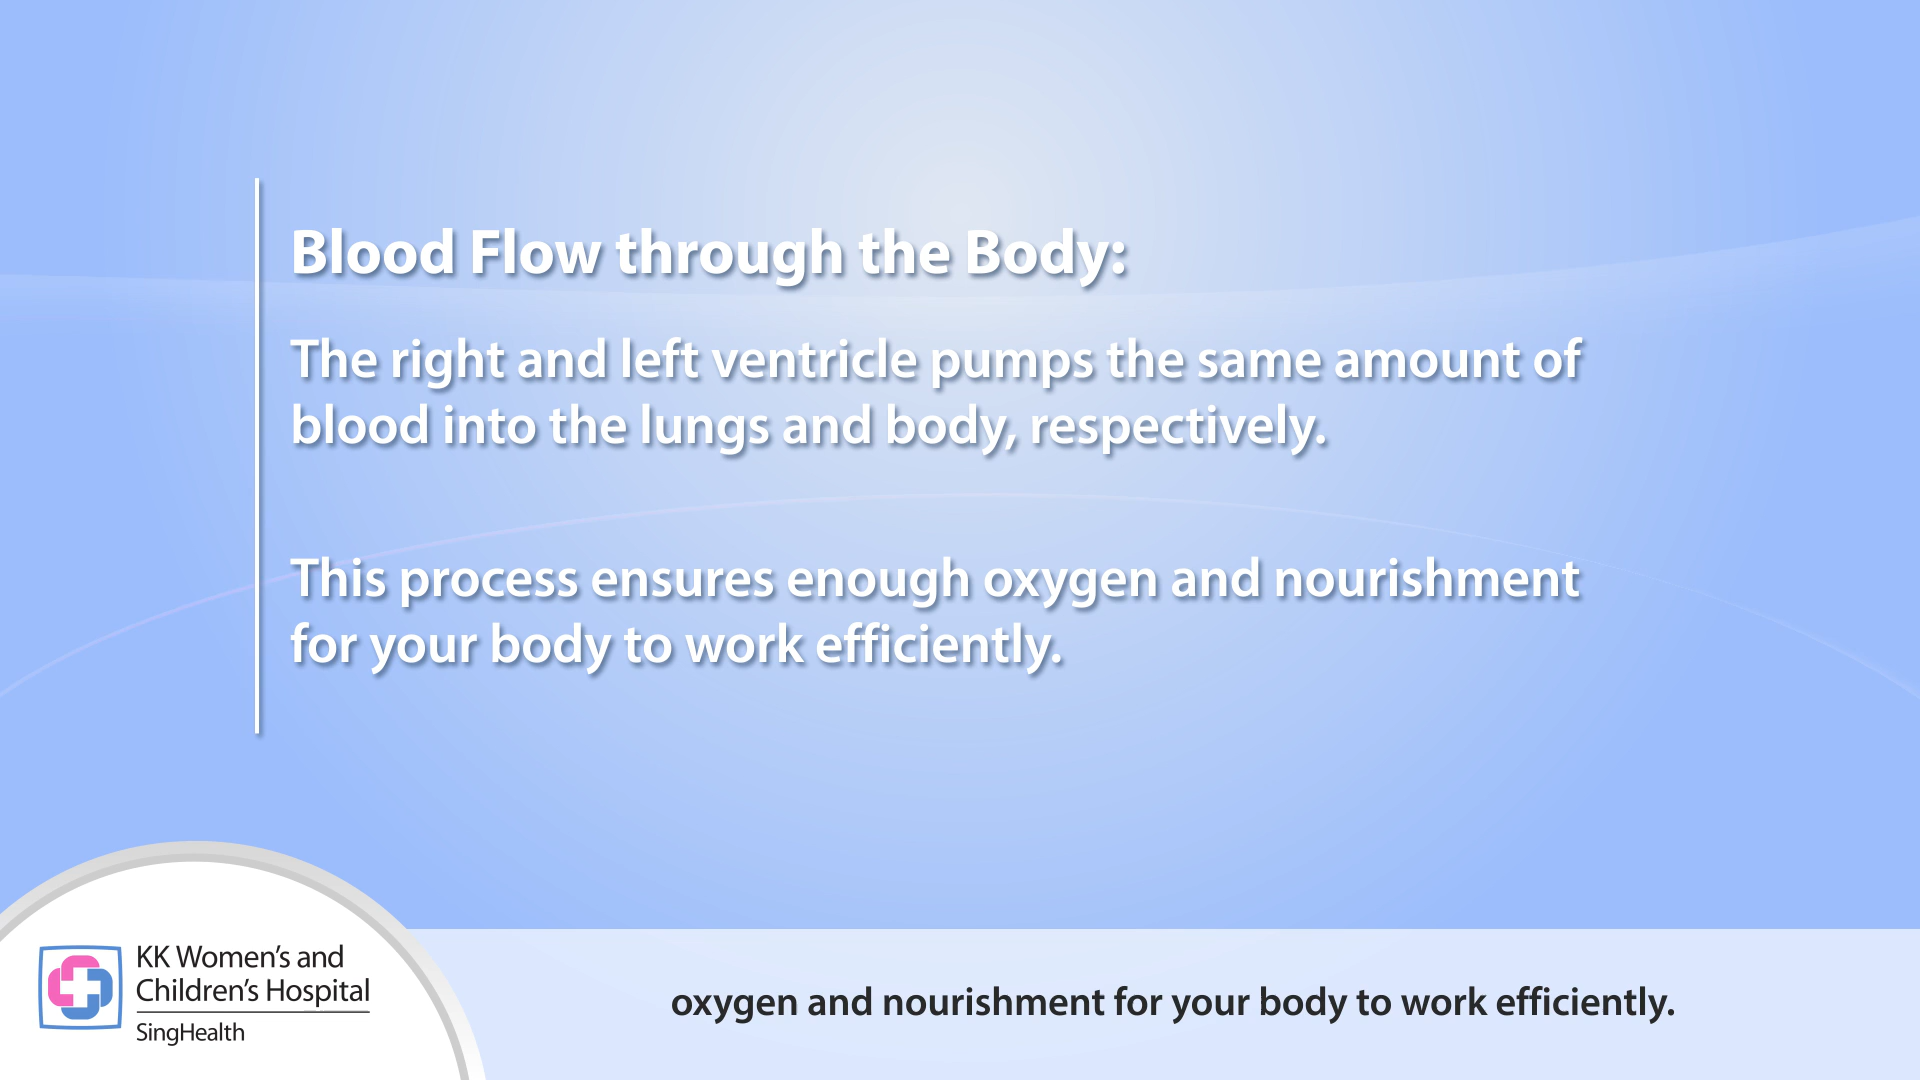 Blood Flow through the Body:
The right and left ventricle pumps the same amount of
blood into the lungs and body, respectively.
This process ensures enough oxygen and nourishment
for your body to work efficiently.
KK Women's and
Children's Hospital
SingHealth
oxygen and nourishment for your body to work efficiently.